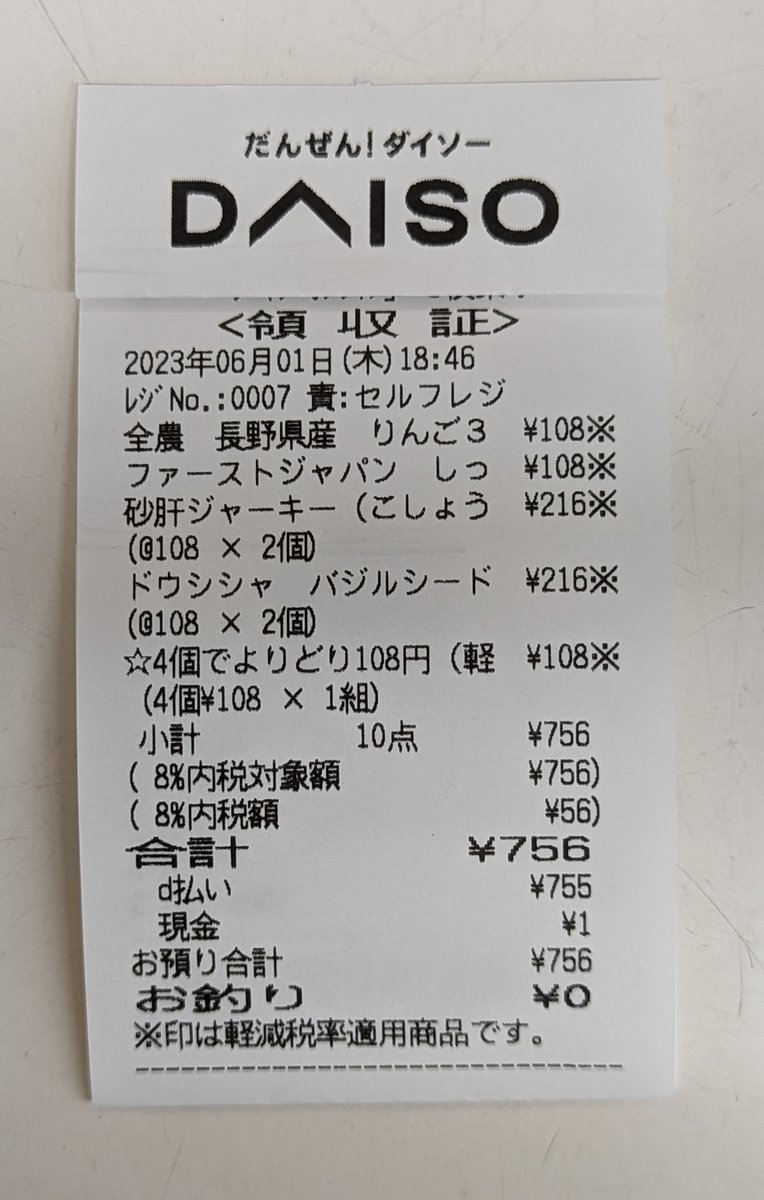 だんぜん!ダイソー
DAISO
<領収証>
2023年06月01日(木)18:46
ﾚｼﾞNo.:0007 責:セルフレジ
全農 長野県産 りんご3 ¥108※
ファーストジャパン しっ ¥108※
砂肝ジャーキー(こしょう ¥216※
(@108 × 2個)
ドウシシャ バジルシード ¥216※
(@108 × 2個)
☆4個でよりどり108円(軽 ¥108※
(4個¥108 × 1組)
小計 10点 ¥756
( 8%内税対象額 ¥756)
( 8%内税額 ¥56)
合計 ¥756
d払い ¥755
現金 ¥1
お預り合計 ¥756
お釣り ¥0
※印は軽減税率適用商品です。